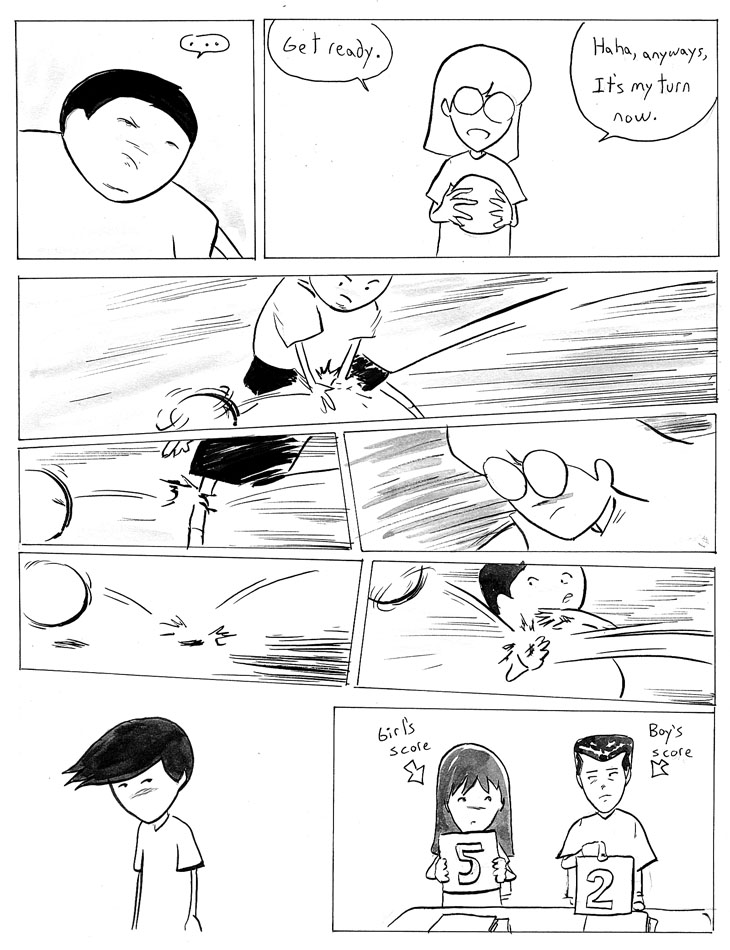 ...
Get ready.
Haha, anyways,
It's my turn
now.
Girl's
score
Boy's
score
5
2